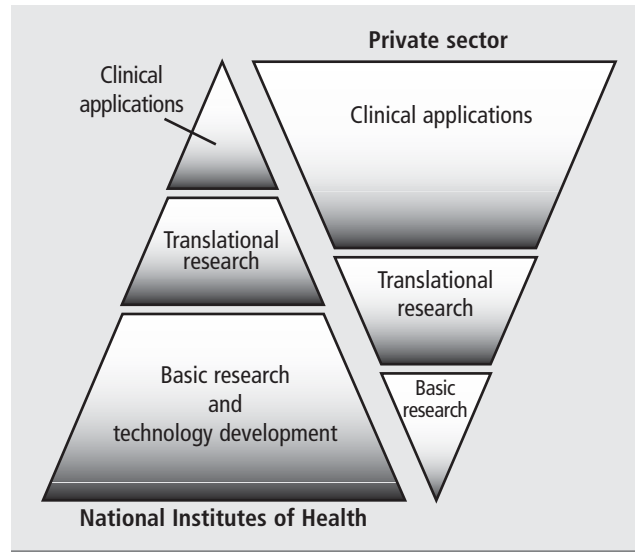 Private sector
Clinical
applications
Clinical applications
Translational
research
Translational
research
Basic research
and
technology development
Basic
research
National Institutes of Health